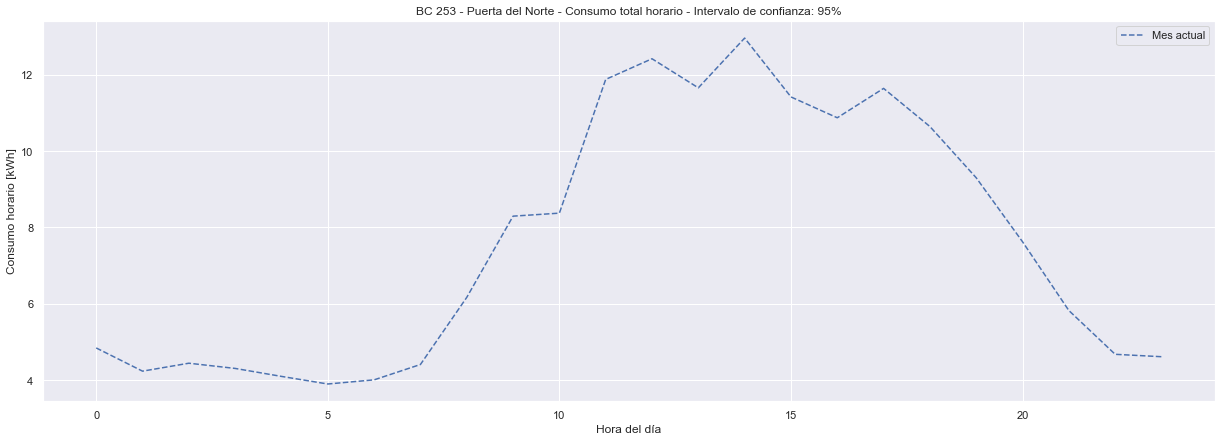 BC 253 - Puerta del Norte - Consumo total horario - Intervalo de confianza: 95%
Mes actual
Consumo horario [kWh]
12
10
8
6
4
0 5 10 15 20
Hora del día